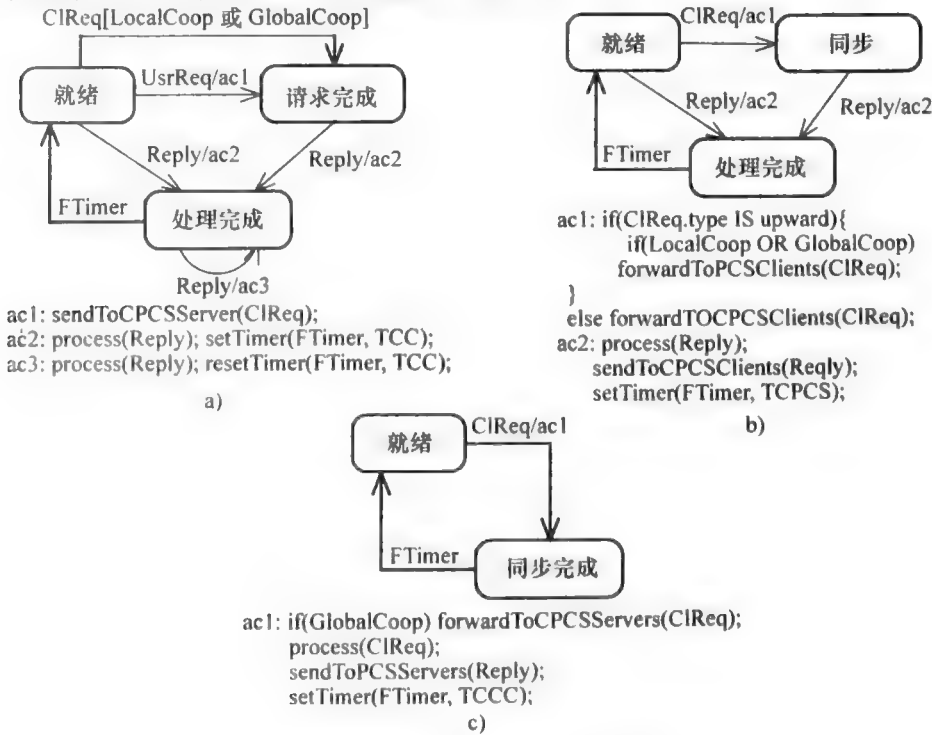 ClReq[LocalCoop 或 GlobalCoop]
就绪
UsrReq/ac1
请求完成
Reply/ac2
Reply/ac2
FTimer
处理完成
Reply/ac3
ac1: sendToCPCSServer(ClReq);
ac2: process(Reply); setTimer(FTimer, TCC);
ac3: process(Reply); resetTimer(FTimer, TCC);
a)
就绪
ClReq/ac1
同步
Reply/ac2
Reply/ac2
FTimer
处理完成
ac1: if(ClReq.type IS upward){
if(LocalCoop OR GlobalCoop)
forwardToPCSClients(ClReq);
}
else forwardTOCPCSClients(ClReq);
ac2: process(Reply);
sendToCPCSClients(Reqly);
setTimer(FTimer, TCPCS);
b)
就绪
ClReq/ac1
FTimer
同步完成
ac1: if(GlobalCoop) forwardToCPCSServers(ClReq);
process(ClReq);
sendToPCSServers(Reply);
setTimer(FTimer, TCCC);
c)